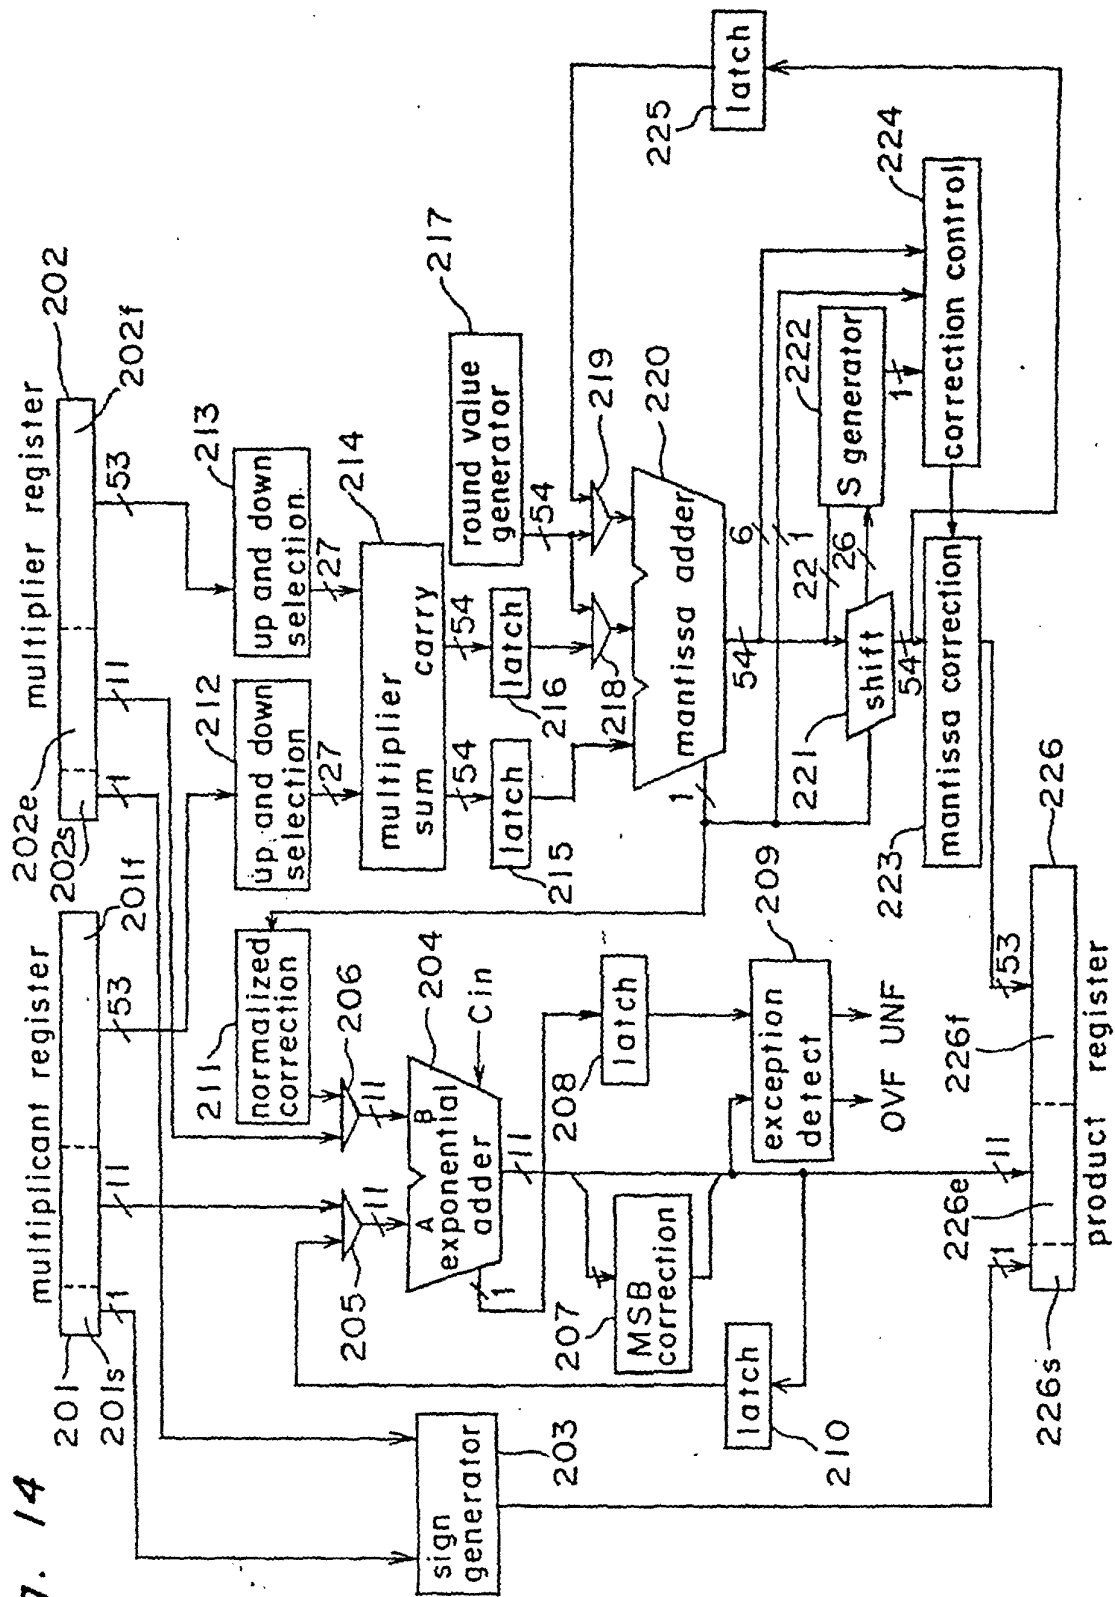 7. 14
multiplicant register
multiplier register
201
201s
201f
202
202e
202s
202f
1
11
53
1
11
53
211
normalized
correction
212
up and down
selection
213
up and down
selection
27
27
205
206
11
11
204
A
B
exponential
adder
Cin
1
11
214
multiplier
sum
carry
54
54
217
round value
generator
54
215
latch
216
latch
218
219
220
mantissa adder
1
54
6
1
22
26
225
latch
sign
generator
203
207
MSB
correction
208
latch
209
exception
detect
OVF UNF
210
latch
221
shift
54
222
S generator
1
223
mantissa correction
224
correction control
1
11
53
226
226s
226e
226f
product register